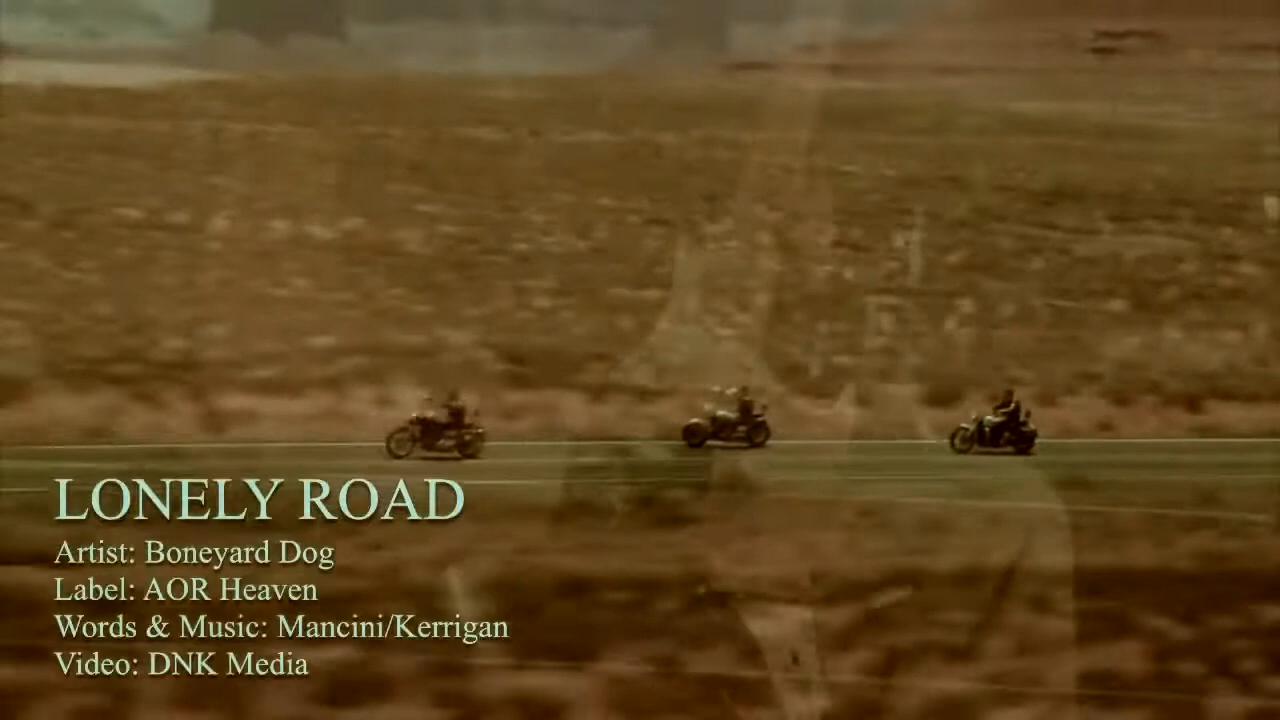 LONELY ROAD
Artist: Boneyard Dog
Label: AOR Heaven
Words & Music: Mancini/Kerrigan
Video: DNK Media